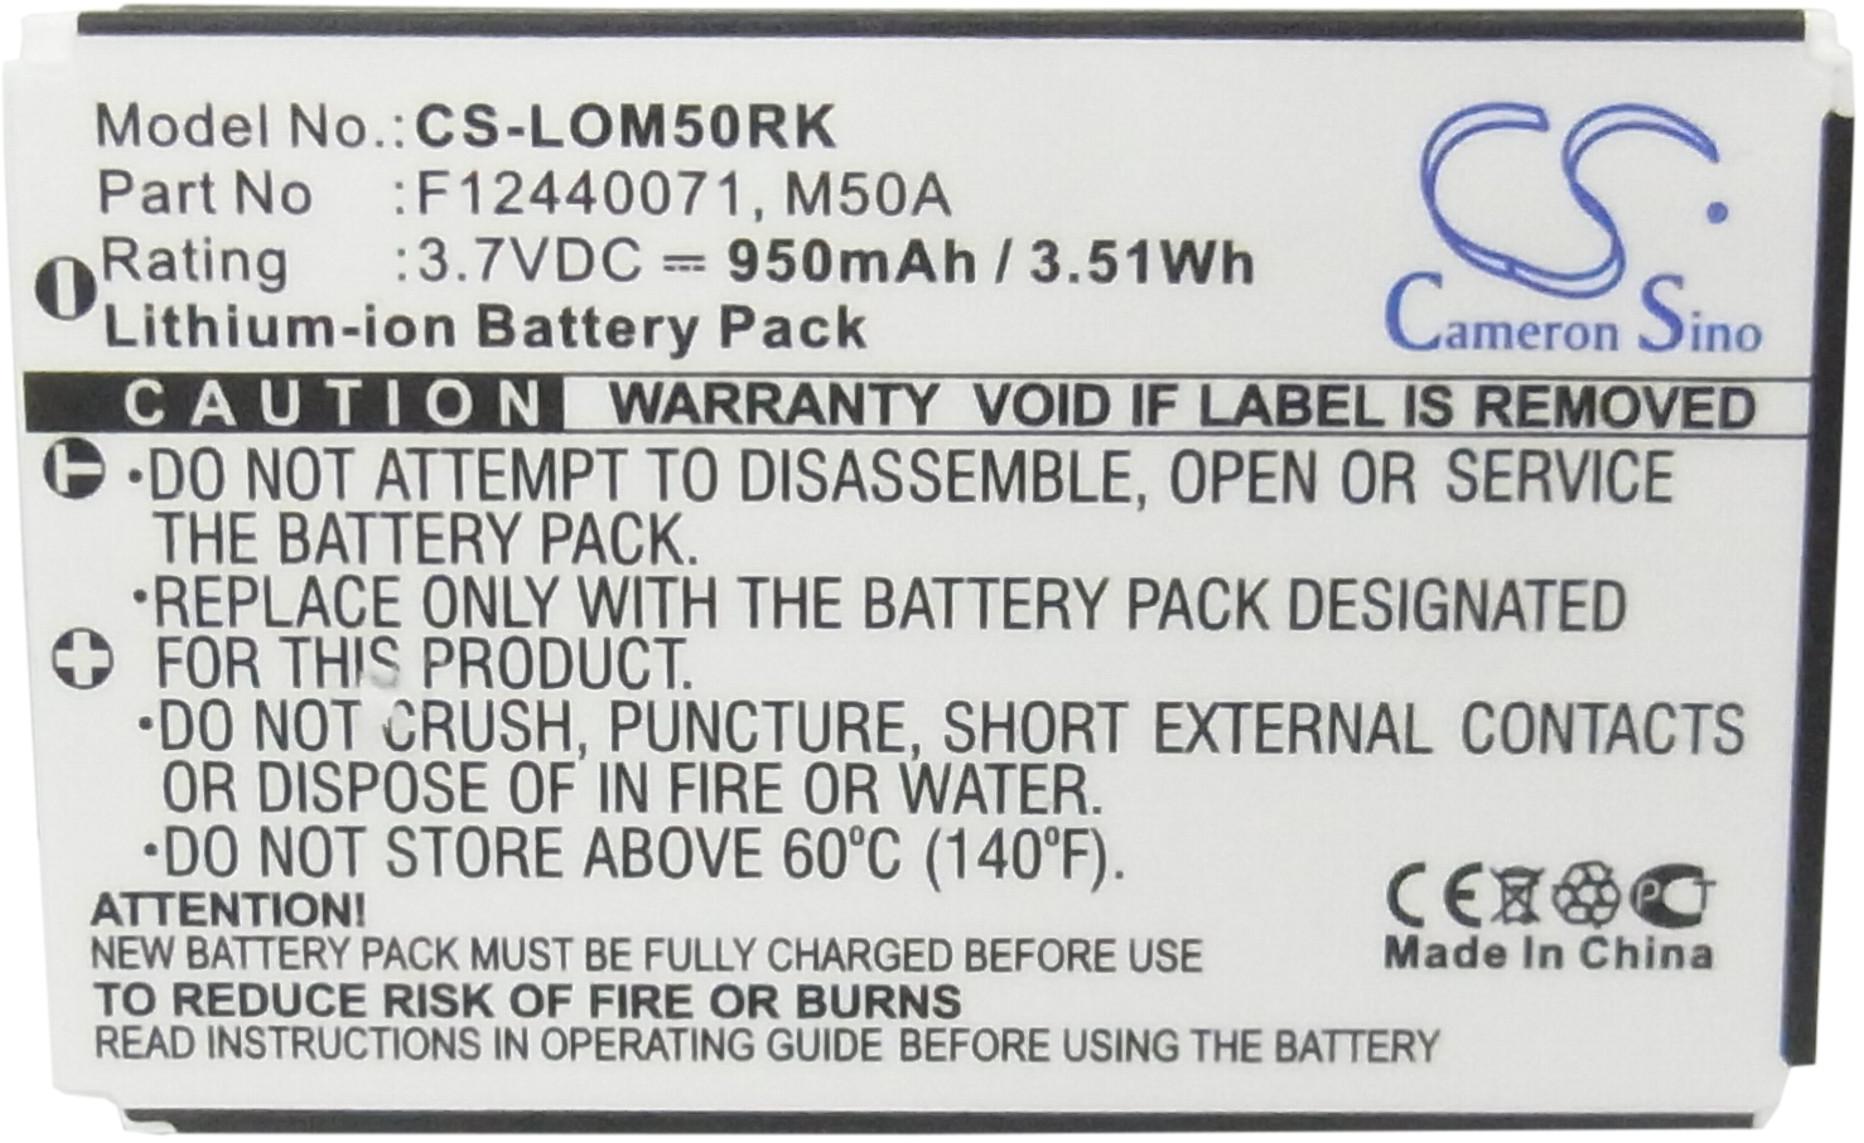 Model No.: CS-LOM50RK
Part No : F12440071, M50A
Rating : 3.7VDC ⎓ 950mAh / 3.51Wh
Lithium-ion Battery Pack
CS
Cameron Sino
CAUTION WARRANTY VOID IF LABEL IS REMOVED
•DO NOT ATTEMPT TO DISASSEMBLE, OPEN OR SERVICE
THE BATTERY PACK.
•REPLACE ONLY WITH THE BATTERY PACK DESIGNATED
FOR THIS PRODUCT.
•DO NOT CRUSH, PUNCTURE, SHORT EXTERNAL CONTACTS
OR DISPOSE OF IN FIRE OR WATER.
•DO NOT STORE ABOVE 60ºC (140ºF).
ATTENTION!
NEW BATTERY PACK MUST BE FULLY CHARGED BEFORE USE
TO REDUCE RISK OF FIRE OR BURNS
READ INSTRUCTIONS IN OPERATING GUIDE BEFORE USING THE BATTERY
CE PCT
Made In China